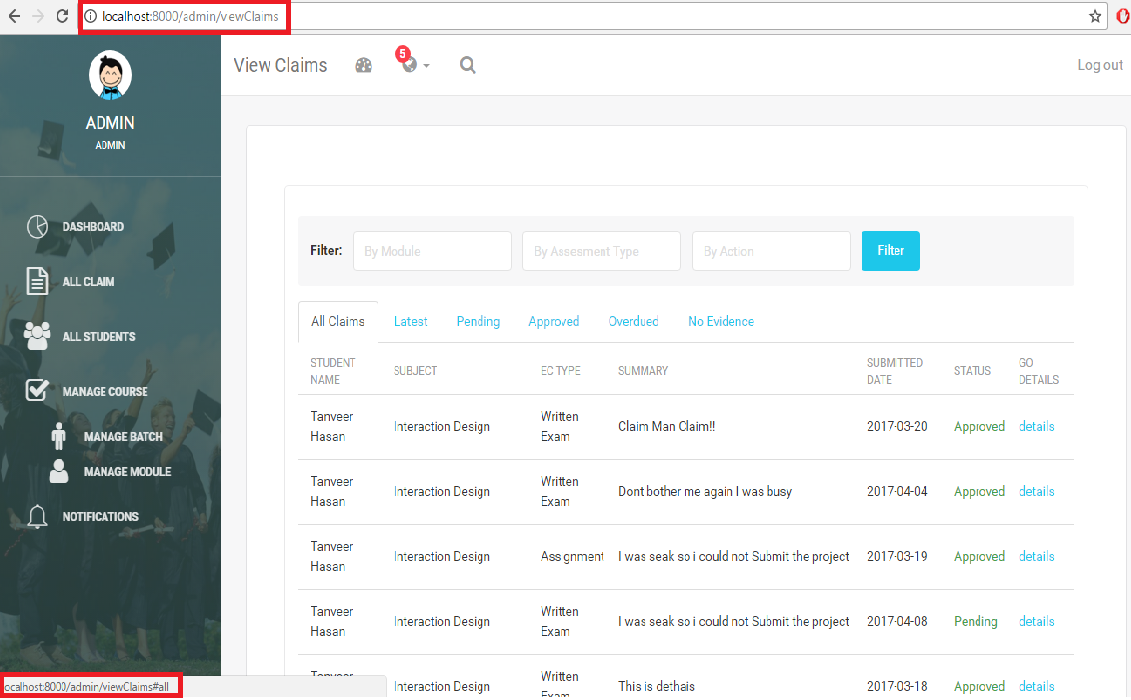 localhost:8000/admin/viewClaims
ADMIN
ADMIN
DASHBOARD
ALL CLAIM
ALL STUDENTS
MANAGE COURSE
MANAGE BATCH
MANAGE MODULE
NOTIFICATIONS
View Claims
5
Log out
Filter: By Module By Assesment Type By Action Filter
All Claims Latest Pending Approved Overdued No Evidence
STUDENT NAME SUBJECT EC TYPE SUMMARY SUBMITTED DATE STATUS GO DETAILS
Tanveer Hasan Interaction Design Written Exam Claim Man Claim!! 2017-03-20 Approved details
Tanveer Hasan Interaction Design Written Exam Dont bother me again I was busy 2017-04-04 Approved details
Tanveer Hasan Interaction Design Assignment I was seak so i could not Submit the project 2017-03-19 Approved details
Tanveer Hasan Interaction Design Written Exam I was seak so i could not Submit the project 2017-04-08 Pending details
Tanveer Hasan Interaction Design Written Exam This is dethais 2017-03-18 Approved details
ocalhost:8000/admin/viewClaims#all